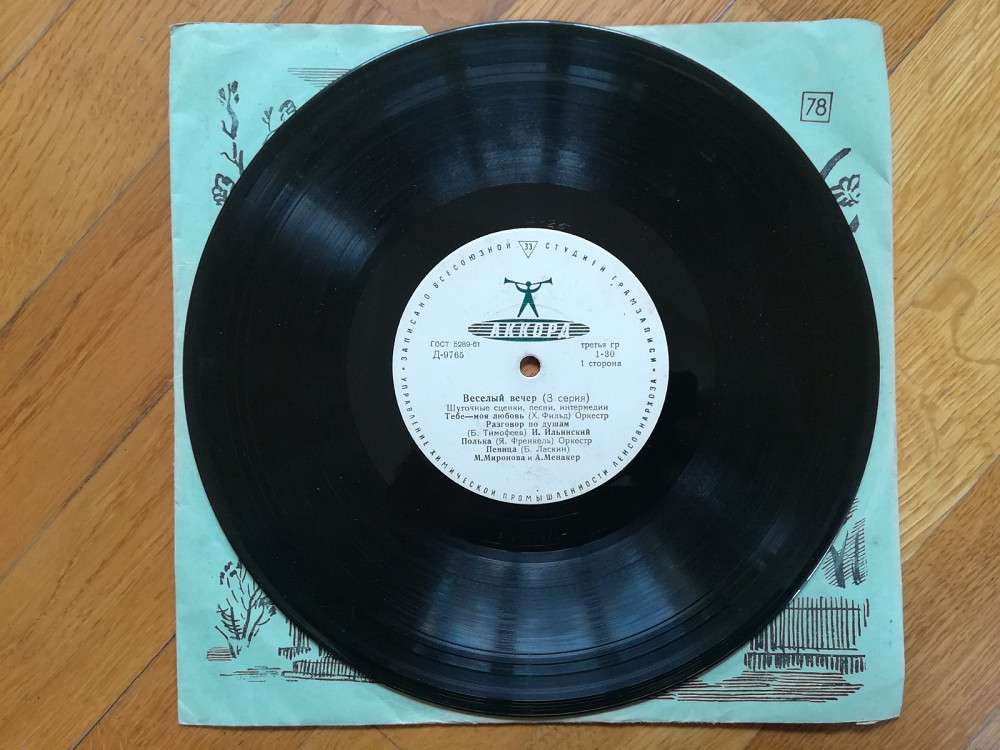 78
• ЗАПИСАНО ВСЕСОЮЗНОЙ 33 СТУДИЕЙ ГРАМЗАПИСИ •
АККОРД
ГОСТ 5289-61 третья гр
Д-9765 1-30
1 сторона
Веселый вечер (3 серия)
Шуточные сценки, песни, интермедии
Тебе—моя любовь (Х. Фильд) Оркестр
Разговор по душам
(Б. Тимофеев) И. Ильинский
Полька (Я. Френкель) Оркестр
Певица (Б. Ласкин)
М.Миронова и А.Менакер
УПРАВЛЕНИЕ ХИМИЧЕСКОЙ ПРОМЫШЛЕННОСТИ ЛЕНСОВНАРХОЗА